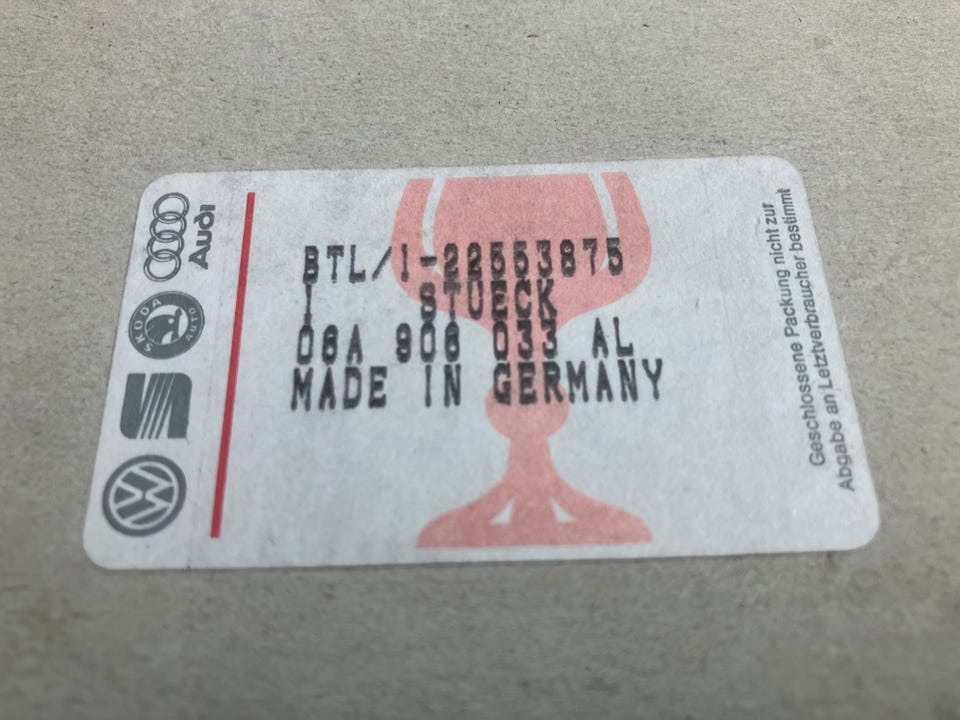 Audi
SKODA
AUTO
BTL/1-22553875
1 STUECK
06A 906 033 AL
MADE IN GERMANY
Geschlossene Packung nicht zur
Abgabe an Letztverbraucher bestimmt